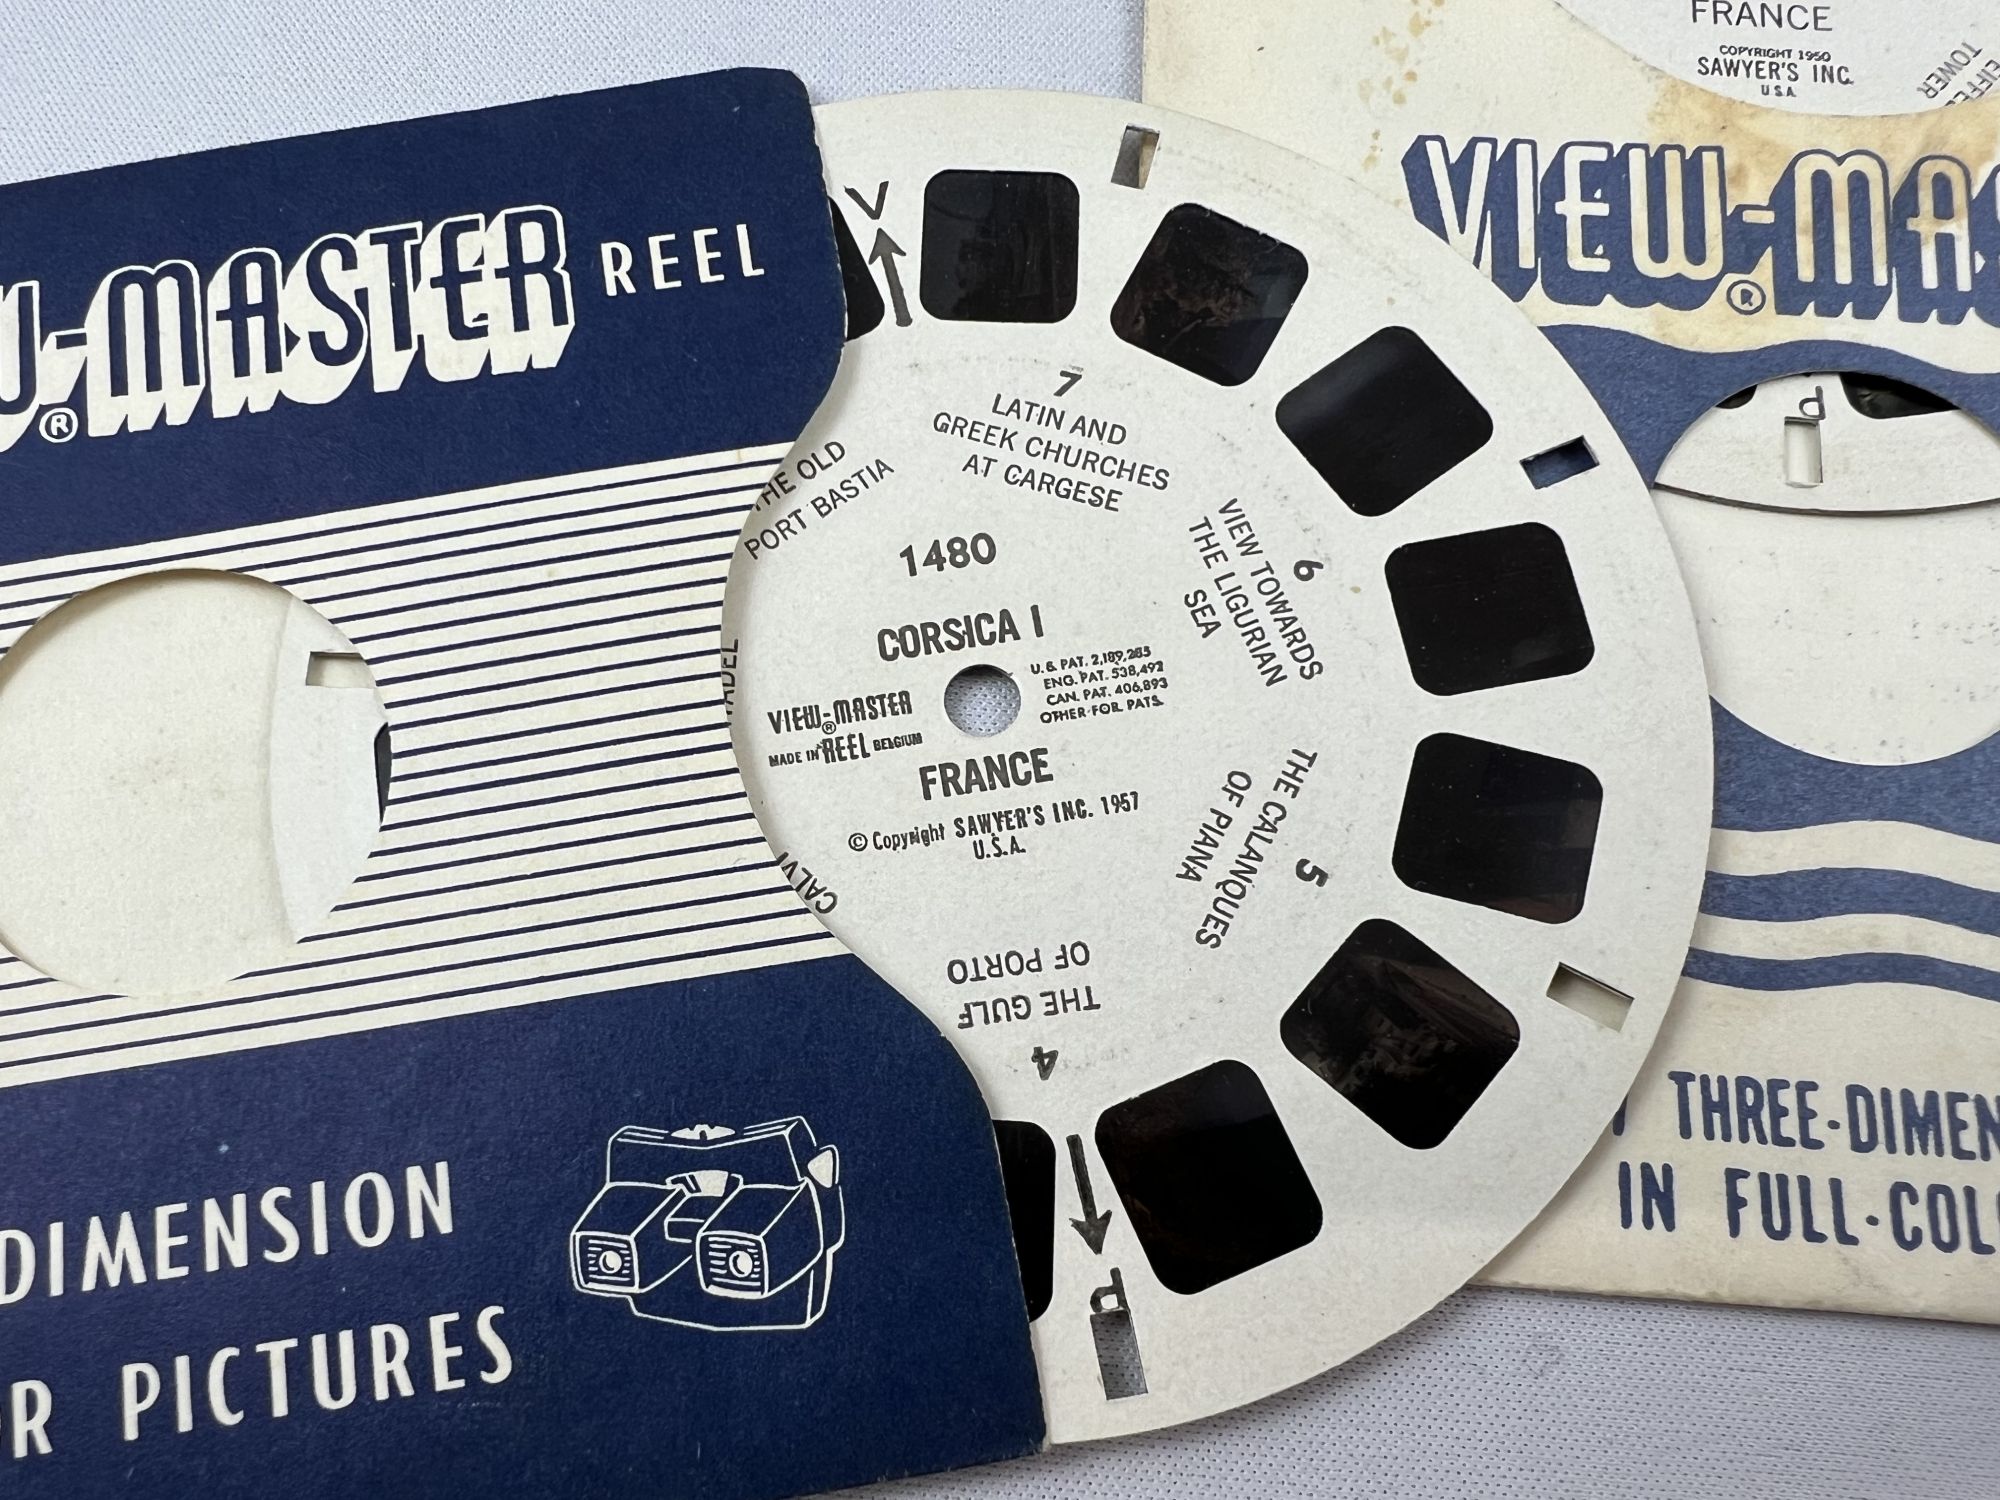 -MASTER REEL
®
DIMENSION
PICTURES
V
7
LATIN AND
GREEK CHURCHES
AT CARGESE
THE OLD
PORT BASTIA
1480
CORSICA I
U.S. PAT. 2,189,285
ENG. PAT. 538,492
CAN. PAT. 406,893
OTHER FOR. PATS.
VIEW-MASTER
®
MADE IN REEL BELGIUM
FRANCE
© Copyright SAWYER'S INC. 1957
U.S.A.
6
VIEW TOWARDS
THE LIGURIAN
SEA
5
THE CALANQUES
OF PIANA
4
THE GULF
OF PORTO
CALVI
P
FRANCE
COPYRIGHT 1950
SAWYER'S INC.
U.S.A.
TOWER
VIEW-MAS
®
P
THREE-DIMEN
IN FULL-COL